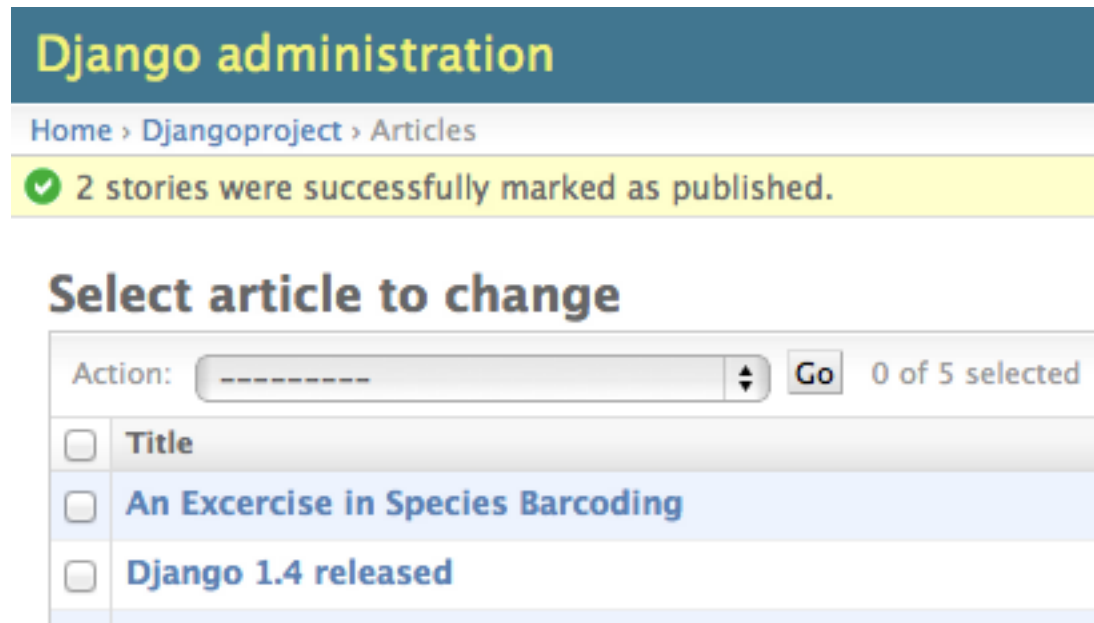 Django administration
Home › Djangoproject › Articles
2 stories were successfully marked as published.
Select article to change
Action: --------- Go 0 of 5 selected
Title
An Excercise in Species Barcoding
Django 1.4 released